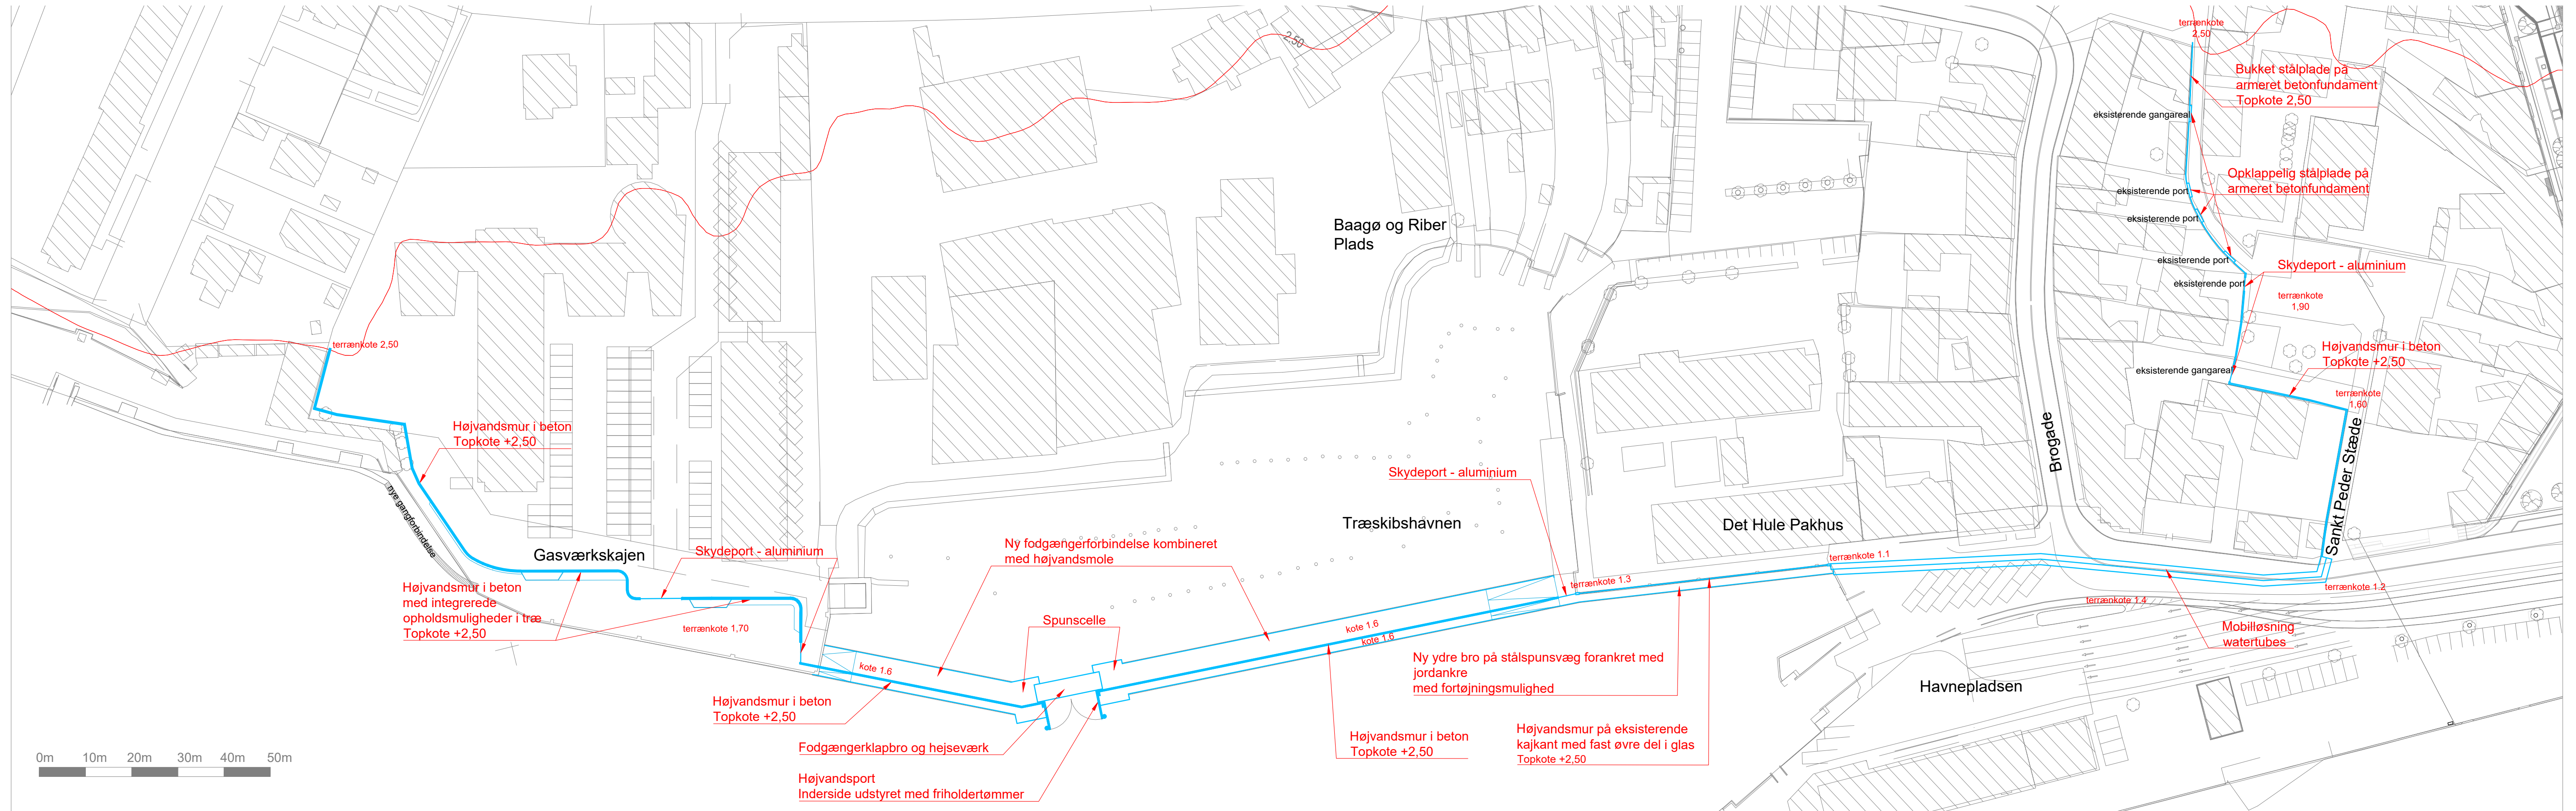 2,50
terrænkote
2,50
Bukket stålplade på
armeret betonfundament
Topkote 2,50
eksisterende gangareal
Opklappelig stålplade på
armeret betonfundament
eksisterende port
eksisterende port
eksisterende port
eksisterende port
Skydeport - aluminium
terrænkote
1,90
Højvandsmur i beton
Topkote +2,50
eksisterende gangareal
terrænkote
1,60
Baagø og Riber
Plads
terrænkote 2,50
Højvandsmur i beton
Topkote +2,50
nye gangforbindelse
Gasværkskajen
Skydeport - aluminium
Højvandsmur i beton
med integrerede
opholdsmuligheder i træ
Topkote +2,50
terrænkote 1,70
Ny fodgængerforbindelse kombineret
med højvandsmole
Spunscelle
kote 1.6
Højvandsmur i beton
Topkote +2,50
Fodgængerklapbro og hejseværk
Højvandsport
Inderside udstyret med friholdertømmer
Træskibshavnen
Skydeport - aluminium
kote 1.6
kote 1.6
Højvandsmur i beton
Topkote +2,50
terrænkote 1.3
Ny ydre bro på stålspunsvæg forankret med
jordankre
med fortøjningsmulighed
Højvandsmur på eksisterende
kajkant med fast øvre del i glas
Topkote +2,50
Det Hule Pakhus
terrænkote 1.1
Brogade
Sankt Peder Stæde
terrænkote 1.2
terrænkote 1.4
Mobilløsning
watertubes
Havnepladsen
0m 10m 20m 30m 40m 50m